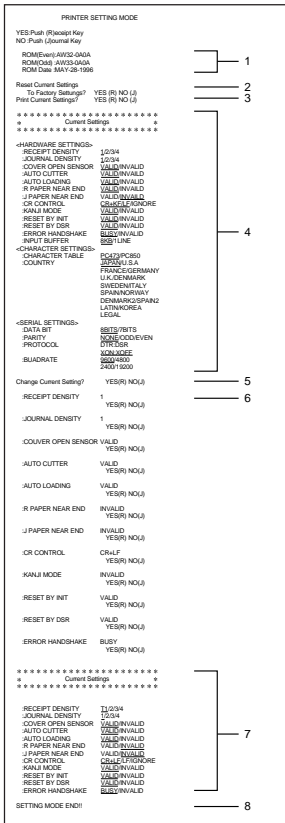 PRINTER SETTING MODE
YES:Push (R)eceipt Key
NO :Push (J)ournal Key
ROM(Even):AW32-0A0A
ROM(Odd) :AW33-0A0A
ROM Date :MAY-28-1996
1
Reset Current Settings
To Factory Settungs? YES (R) NO (J)
2
Print Current Settings? YES (R) NO (J)
3
* * * * * * * * * * * * * * * * * * * * *
* Current Settings *
* * * * * * * * * * * * * * * * * * * * *
<HARDWARE SETTINGS>
:RECEIPT DENSITY 1/2/3/4
:JOURNAL DENSITY 1/2/3/4
:COVER OPEN SENSOR VALID/INVALID
:AUTO CUTTER VALID/INVALID
:AUTO LOADING VALID/INVALID
:R PAPER NEAR END VALID/INVALID
:J PAPER NEAR END VALID/INVAILD
:CR CONTROL CR+KF/LF/IGNORE
:KANJI MODE VALID/INVALID
:RESET BY INIT VALID/INVALID
:RESET BY DSR VALID/INVALID
:ERROR HANDSHAKE BUSY/INVALID
:INPUT BUFFER 8KB/1LINE
<CHARACTER SETTINGS>
:CHARACTER TABLE PC473/PC850
:COUNTRY JAPAN/U.S.A
FRANCE/GERMANY
U.K./DENMARK
SWEDEN/ITALY
SPAIN/NORWAY
DENMARK2/SPAIN2
LATIN/KOREA
LEGAL
<SERIAL SETTINGS>
:DATA BIT 8BITS/7BITS
:PARITY NONE/ODD/EVEN
:PROTOCOL DTR:DSR
XON:XOFF
:BUADRATE 9600/4800
2400/19200
4
Change Current Setting? YES(R) NO(J)
5
:RECEIPT DENSITY 1
6
YES(R) NO(J)
:JOURNAL DENSITY 1
YES(R) NO(J)
:COUVER OPEN SENSOR VALID
YES(R) NO(J)
:AUTO CUTTER VALID
YES(R) NO(J)
:AUTO LOADING VALID
YES(R) NO(J)
:R PAPER NEAR END INVALID
YES(R) NO(J)
:J PAPER NEAR END INVALID
YES(R) NO(J)
:CR CONTROL CR+LF
YES(R) NO(J)
:KANJI MODE INVALID
YES(R) NO(J)
:RESET BY INIT VALID
YES(R) NO(J)
:RESET BY DSR VALID
YES(R) NO(J)
:ERROR HANDSHAKE BUSY
YES(R) NO(J)
* * * * * * * * * * * * * * * * * * * * *
* Current Settings *
* * * * * * * * * * * * * * * * * * * * *
:RECEIPT DENSITY T1/2/3/4
:JOURNAL DENSITY 1/2/3/4
:COVER OPEN SENSOR VALID/INVALID
:AUTO CUTTER VALID/INVALID
:AUTO LOADING VALID/INVALID
:R PAPER NEAR END VALID/INVALID
:J PAPER NEAR END VALID/INVALID
:CR CONTROL CR+LF/LF/IGNORE
:KANJI MODE VALID/INVALID
:RESET BY INIT VALID/INVALID
:RESET BY DSR VALID/INVALID
:ERROR HANDSHAKE BUSY/INVALID
7
SETTING MODE END!!
8